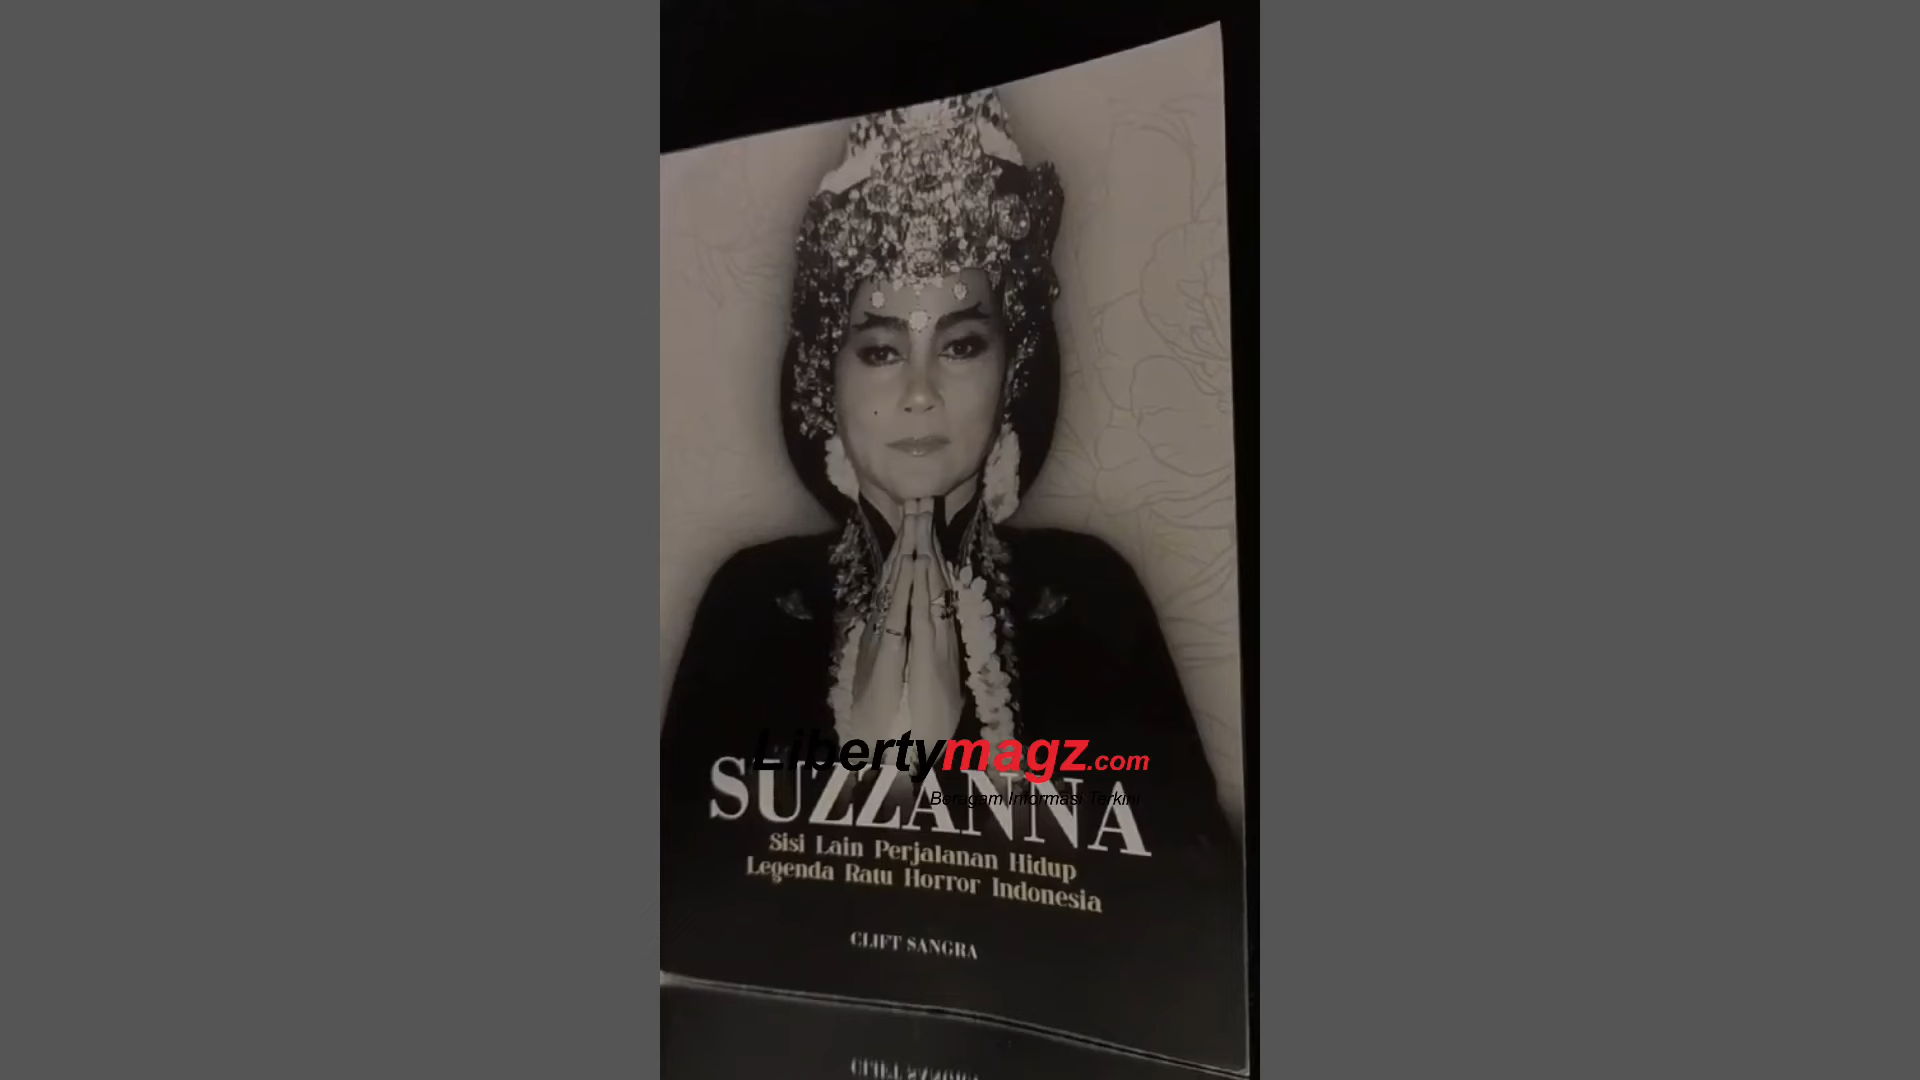 Libertymagz.com
Beragam Informasi Terkini
SUZZANNA
Sisi Lain Perjalanan Hidup
Legenda Ratu Horror Indonesia
CLIFT SANGRA